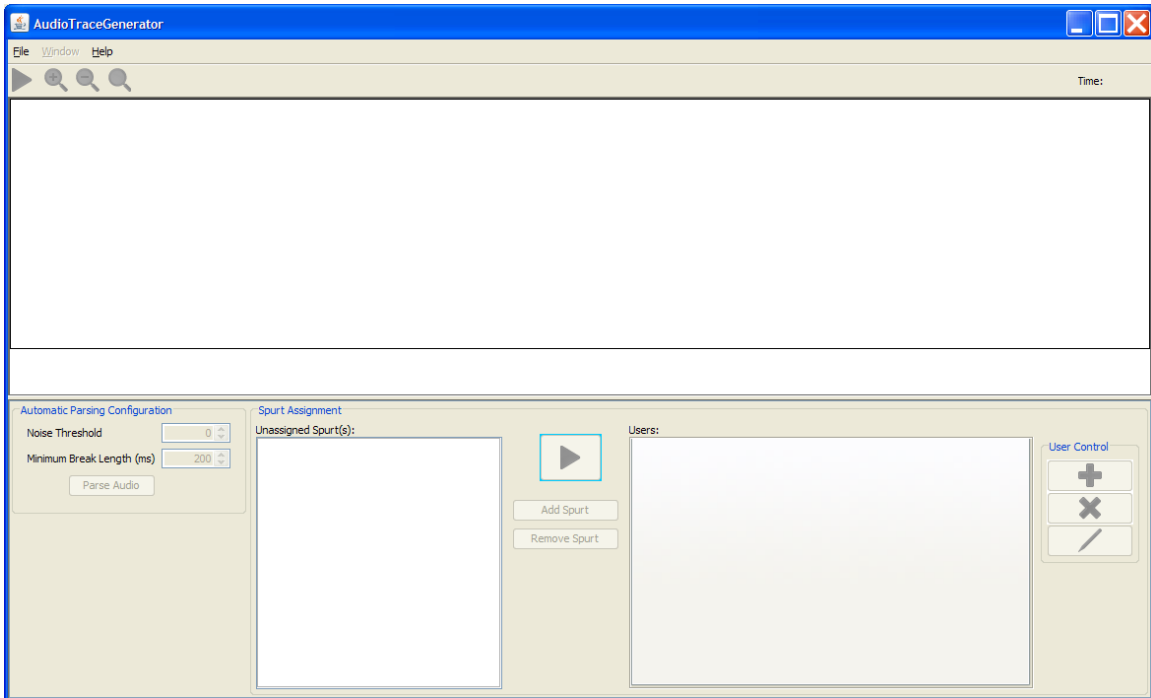 AudioTraceGenerator
File Window Help
Time:
Automatic Parsing Configuration
Noise Threshold 0
Minimum Break Length (ms) 200
Parse Audio
Spurt Assignment
Unassigned Spurt(s):
Add Spurt
Remove Spurt
Users:
User Control